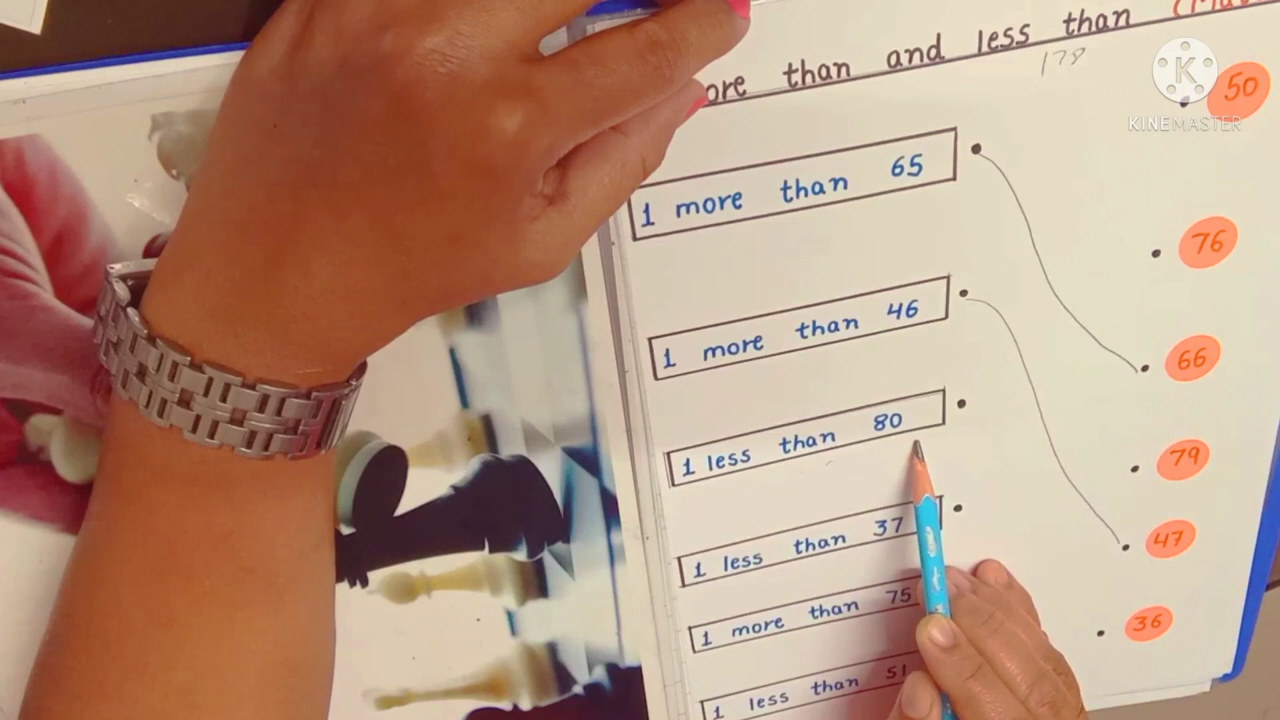 ore than and less than
178
50
1 more than 65
76
1 more than 46
66
1 less than 80
79
1 less than 37
47
1 more than 75
36
1 less than 51
K
KINEMASTER